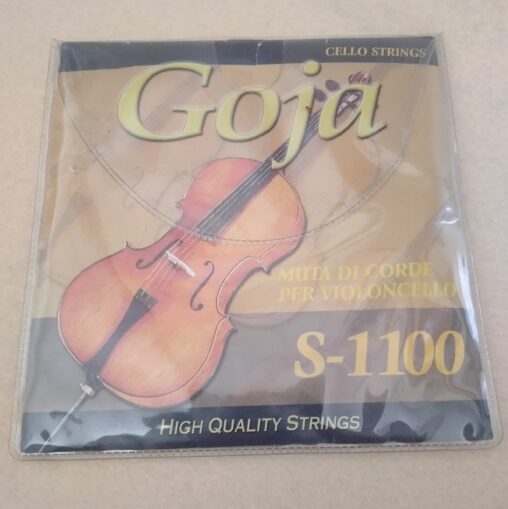 CELLO STRINGS
Goja
MUTA DI CORDE
PER VIOLONCELLO
S-1100
HIGH QUALITY STRINGS